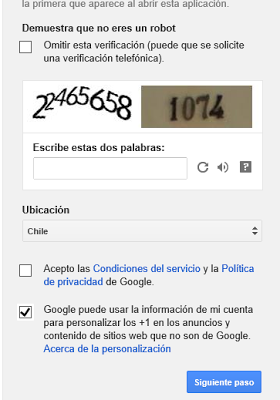 la primera que aparece al abrir esta aplicación.
Demuestra que no eres un robot
Omitir esta verificación (puede que se solicite
una verificación telefónica).
22465658 1074
Escribe estas dos palabras:
Ubicación
Chile
Acepto las Condiciones del servicio y la Política
de privacidad de Google.
Google puede usar la información de mi cuenta
para personalizar los +1 en los anuncios y
contenido de sitios web que no son de Google.
Acerca de la personalización
Siguiente paso